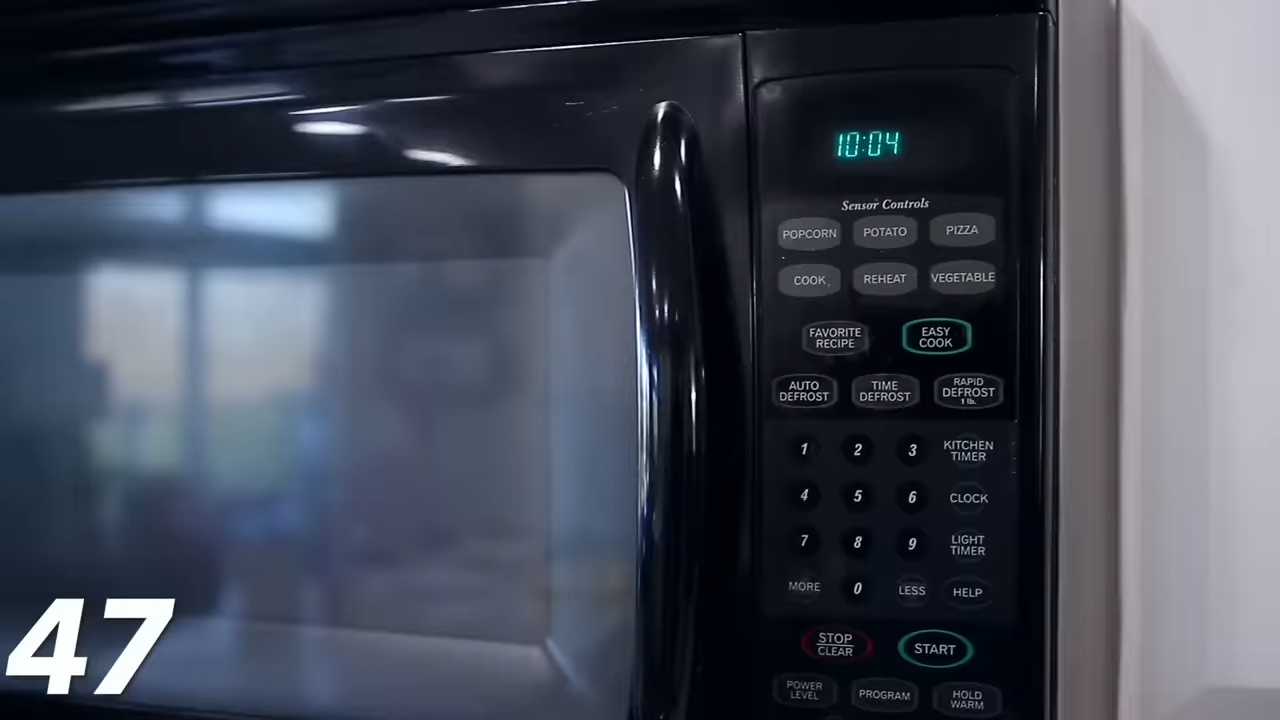 10:04
Sensor Controls
POPCORN POTATO PIZZA
COOK REHEAT VEGETABLE
FAVORITE RECIPE
EASY COOK
AUTO DEFROST
TIME DEFROST
RAPID DEFROST 1 lb.
1 2 3 KITCHEN TIMER
4 5 6 CLOCK
7 8 9 LIGHT TIMER
MORE 0 LESS HELP
STOP CLEAR
START
POWER LEVEL
PROGRAM
HOLD WARM
47